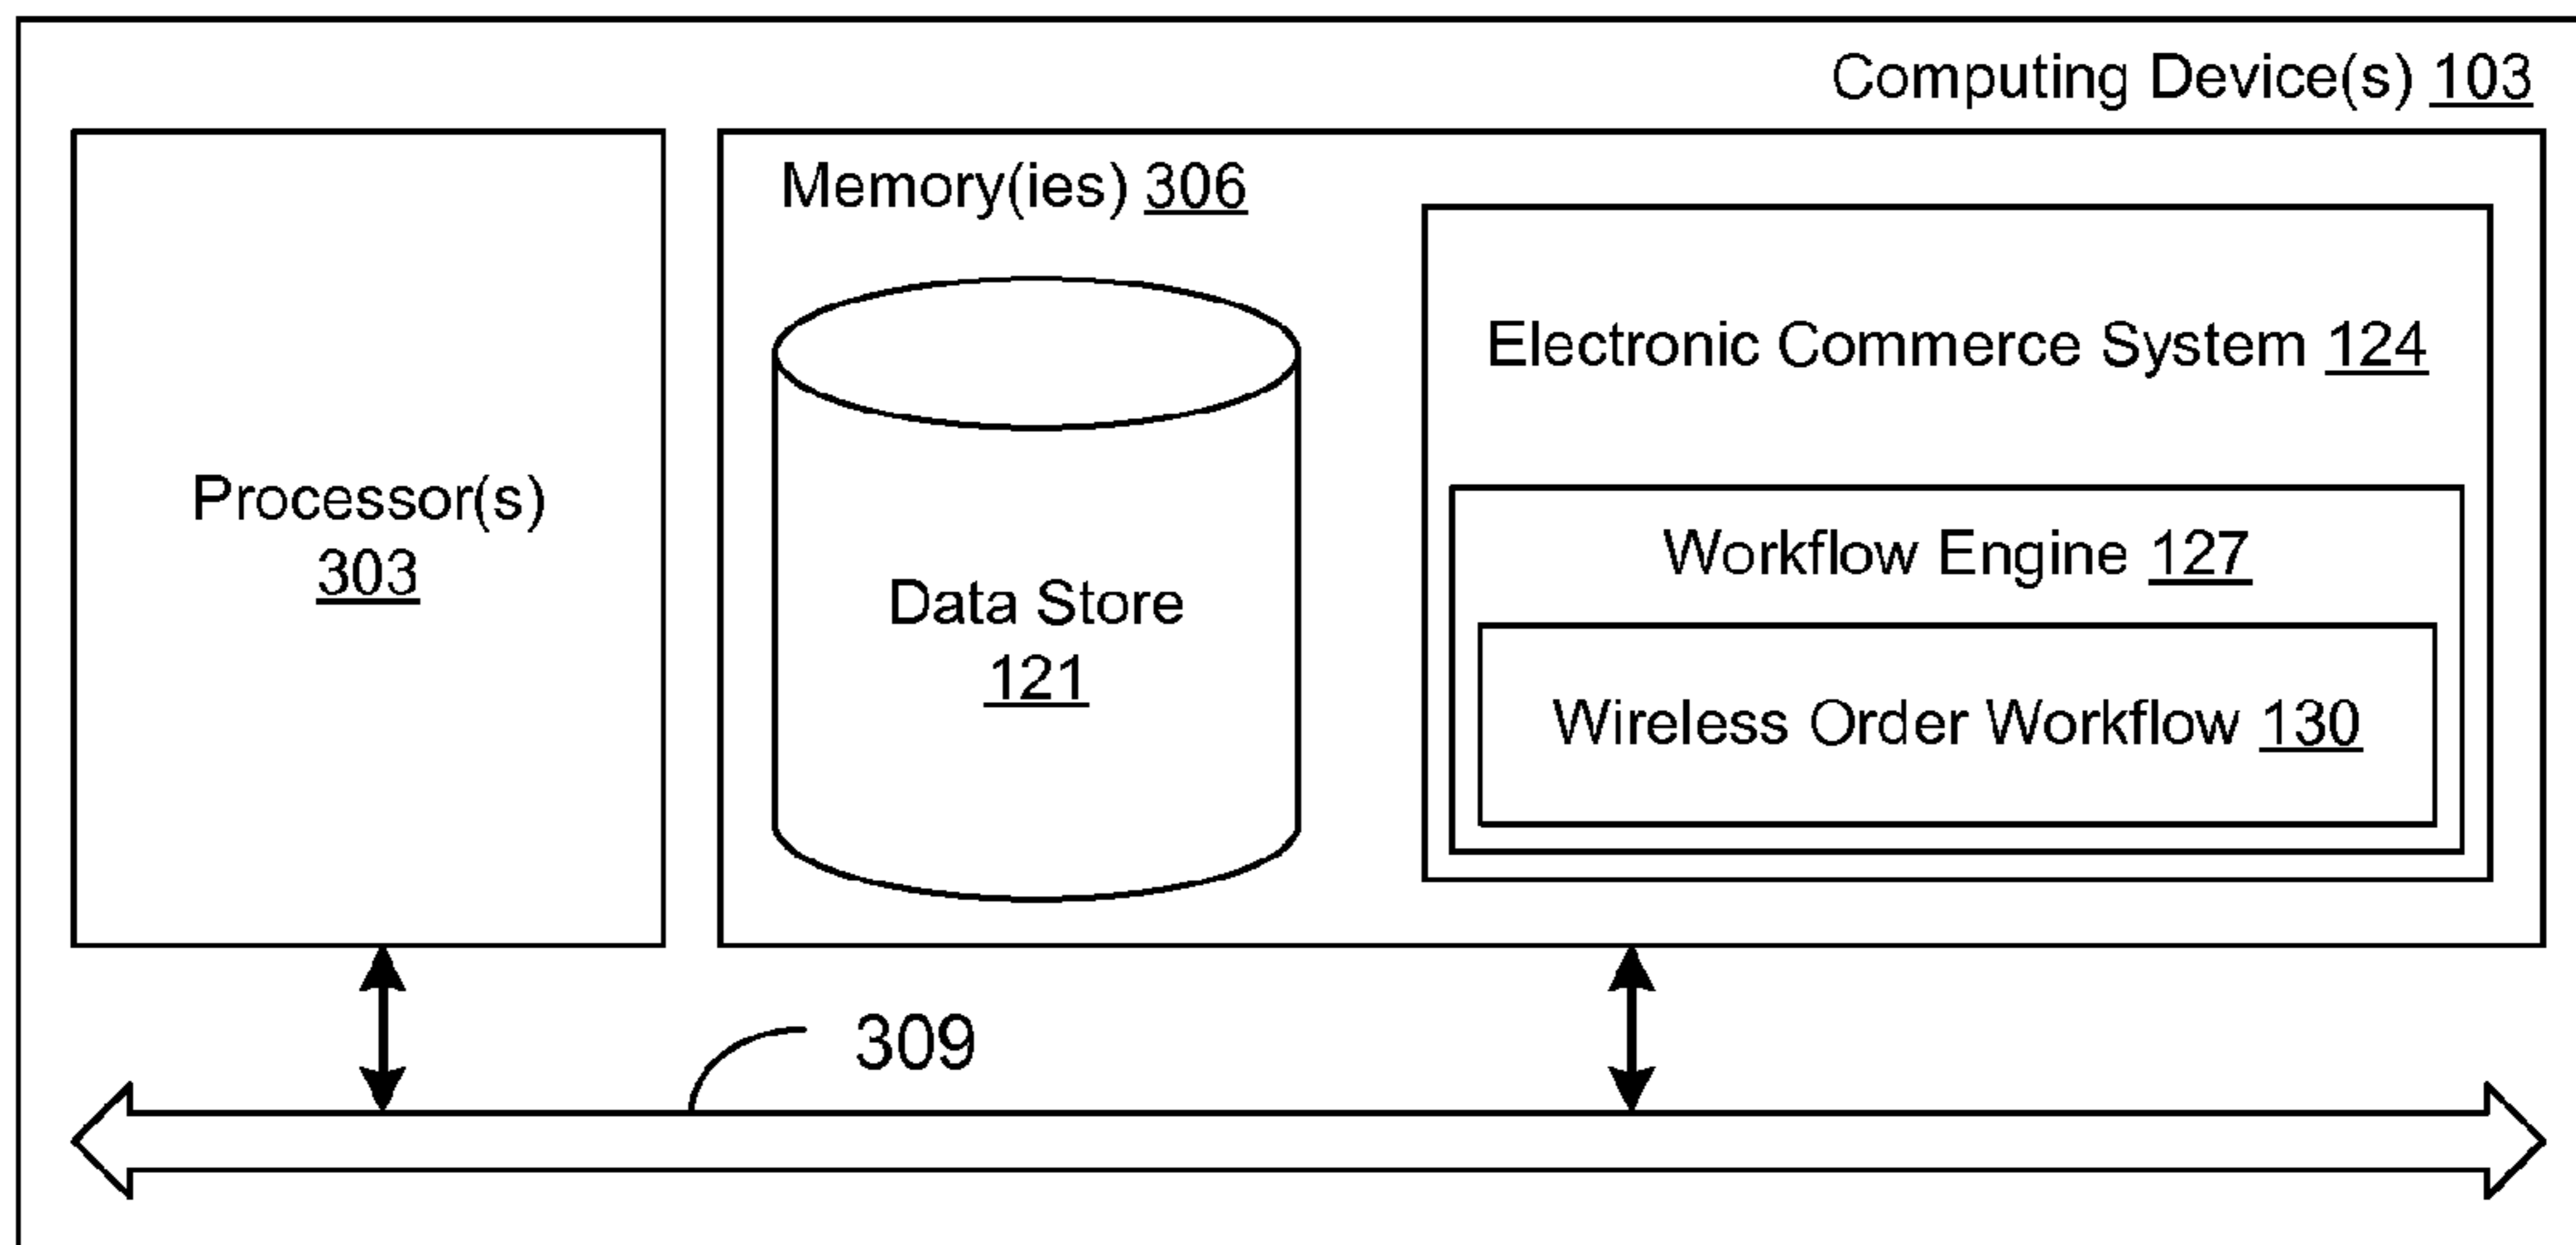 Computing Device(s) 103
Memory(ies) 306
Electronic Commerce System 124
Processor(s)
303
Workflow Engine 127
Data Store
121
Wireless Order Workflow 130
309